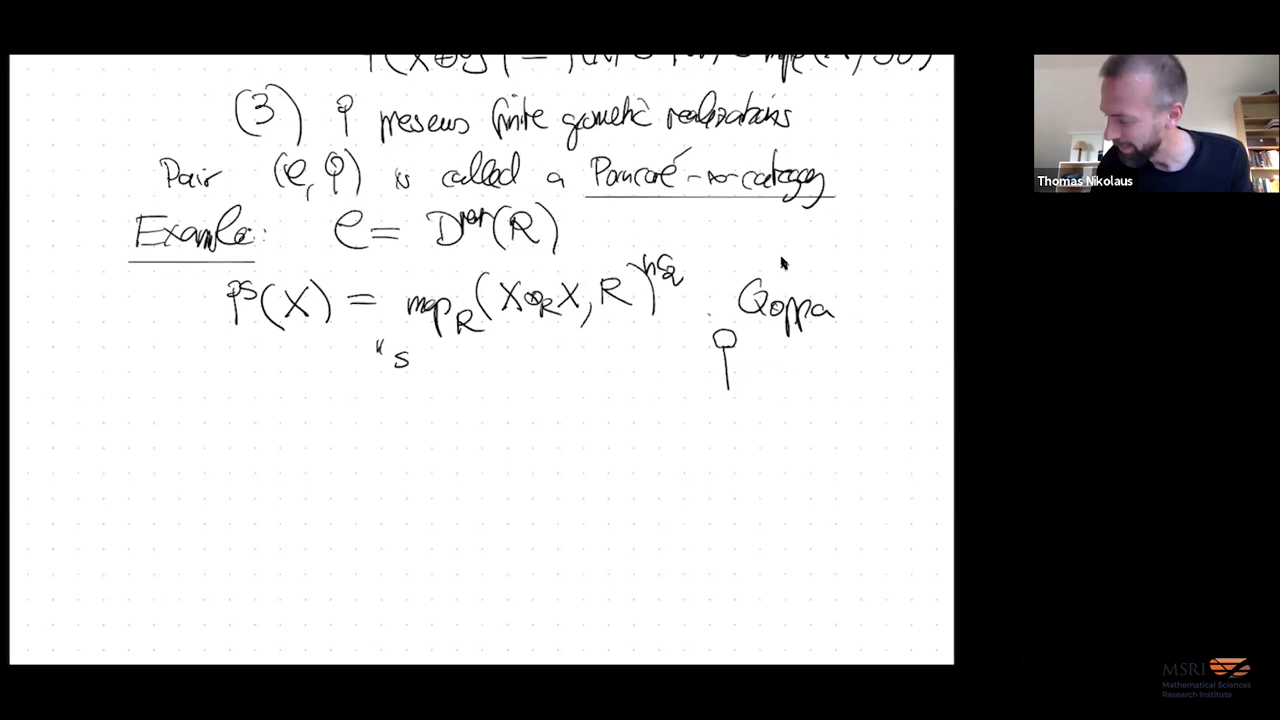 (3) Ϙ preserves finite geometric realizations
Pair (C, Ϙ) is called a Poincaré-∞-category
Example: C = D^perf(R)
Ϙ^s(X) = map_R(X⊗_R X, R)^{hC_2} Qoppa
"s Ϙ
Thomas Nikolaus
MSRI
Mathematical Sciences
Research Institute